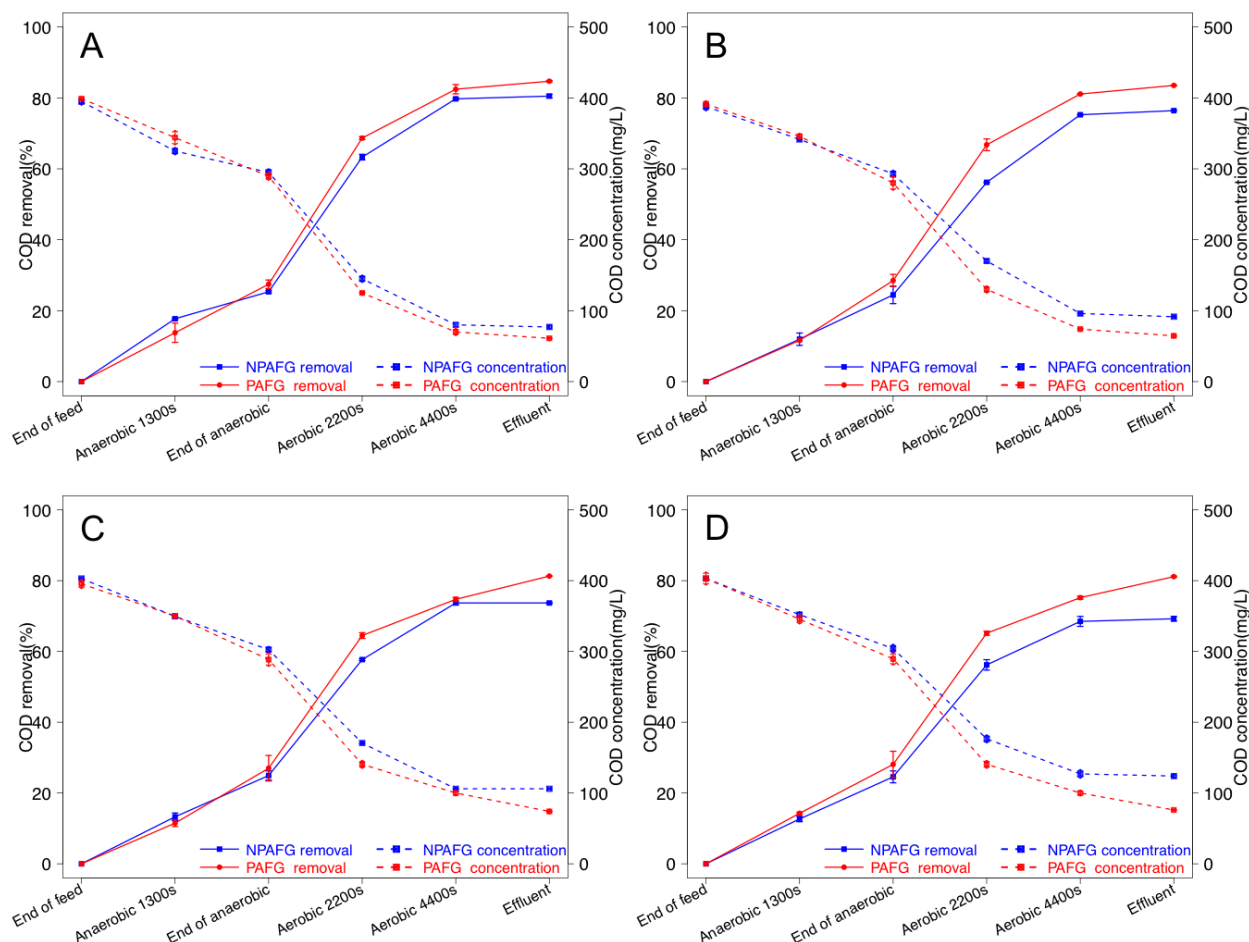 A
100
80
60
40
20
0
COD removal(%)
500
400
300
200
100
0
COD concentration(mg/L)
NPAFG removal
NPAFG concentration
PAFG removal
PAFG concentration
End of feed
Anaerobic 1300s
End of anaerobic
Aerobic 2200s
Aerobic 4400s
Effluent
B
100
80
60
40
20
0
COD removal(%)
500
400
300
200
100
0
COD concentration(mg/L)
NPAFG removal
NPAFG concentration
PAFG removal
PAFG concentration
End of feed
Anaerobic 1300s
End of anaerobic
Aerobic 2200s
Aerobic 4400s
Effluent
C
100
80
60
40
20
0
COD removal(%)
500
400
300
200
100
0
COD concentration(mg/L)
NPAFG removal
NPAFG concentration
PAFG removal
PAFG concentration
End of feed
Anaerobic 1300s
End of anaerobic
Aerobic 2200s
Aerobic 4400s
Effluent
D
100
80
60
40
20
0
COD removal(%)
500
400
300
200
100
0
COD concentration(mg/L)
NPAFG removal
NPAFG concentration
PAFG removal
PAFG concentration
End of feed
Anaerobic 1300s
End of anaerobic
Aerobic 2200s
Aerobic 4400s
Effluent